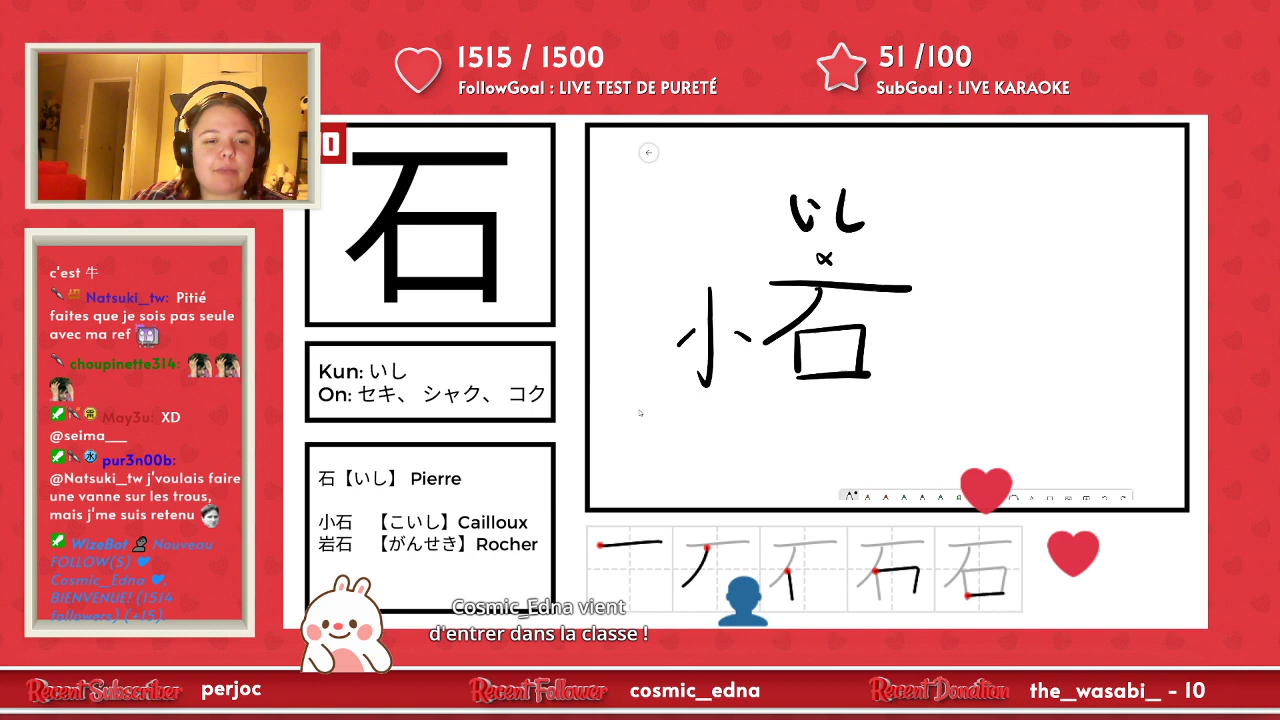 1515 / 1500
FollowGoal : LIVE TEST DE PURETÉ
51 /100
SubGoal : LIVE KARAOKE
石
Kun: いし
On: セキ、 シャク、 コク
石【いし】 Pierre
小石 【こいし】Cailloux
岩石 【がんせき】Rocher
いし
小石
c'est 牛
Natsuki_tw: Pitié
faites que je sois pas seule
avec ma ref
choupinette314:
May3u: XD
@seima___
pur3n00b:
@Natsuki_tw j'voulais faire
une vanne sur les trous,
mais j'me suis retenu
WizeBot Nouveau
FOLLOW(S)
Cosmic_Edna ,
BIENVENUE! (1514
followers) (+15).
Cosmic_Edna vient
d'entrer dans la classe !
Recent Subscriber perjoc
Recent Follower cosmic_edna
Recent Donation the_wasabi_ - 10